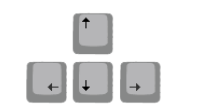 ↑
← ↓ →